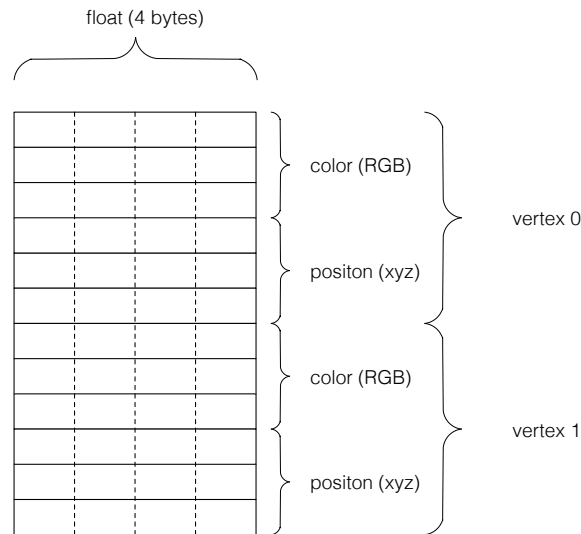 float (4 bytes)
color (RGB)
vertex 0
positon (xyz)
color (RGB)
vertex 1
positon (xyz)